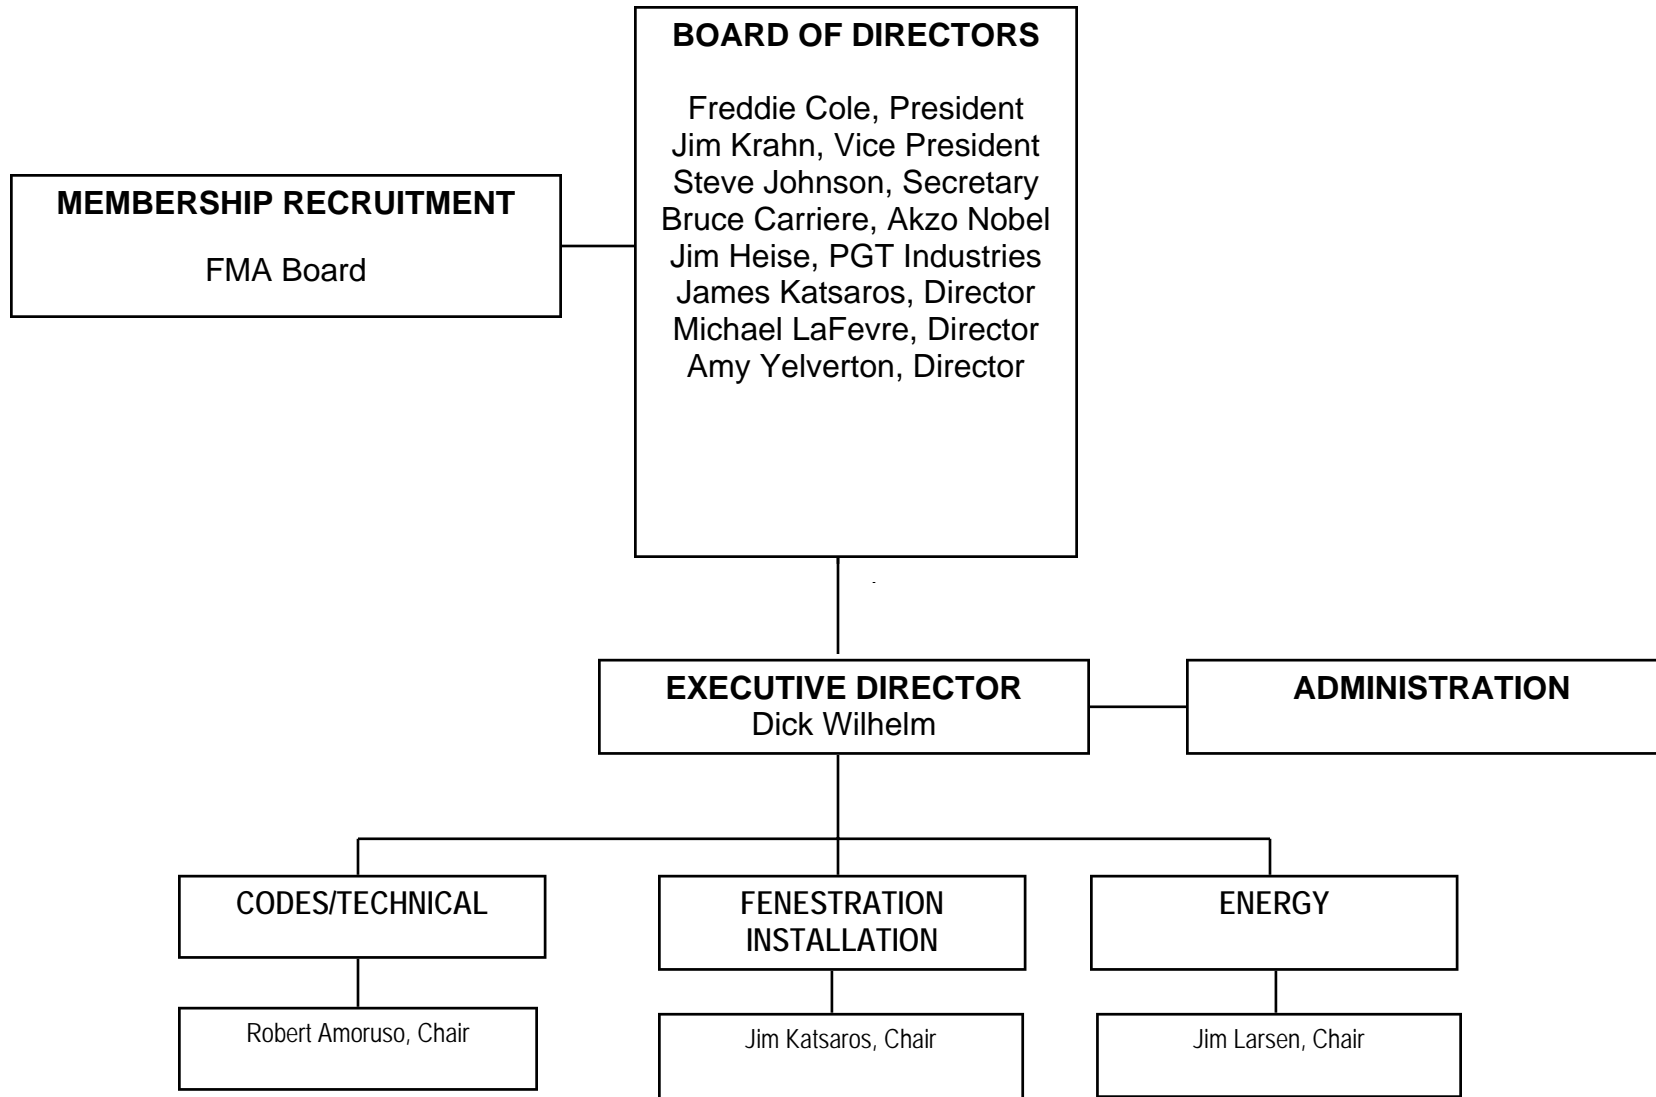 BOARD OF DIRECTORS
Freddie Cole, President
Jim Krahn, Vice President
Steve Johnson, Secretary
Bruce Carriere, Akzo Nobel
Jim Heise, PGT Industries
James Katsaros, Director
Michael LaFevre, Director
Amy Yelverton, Director
MEMBERSHIP RECRUITMENT
FMA Board
EXECUTIVE DIRECTOR
Dick Wilhelm
ADMINISTRATION
CODES/TECHNICAL
FENESTRATION
INSTALLATION
ENERGY
Robert Amoruso, Chair
Jim Katsaros, Chair
Jim Larsen, Chair